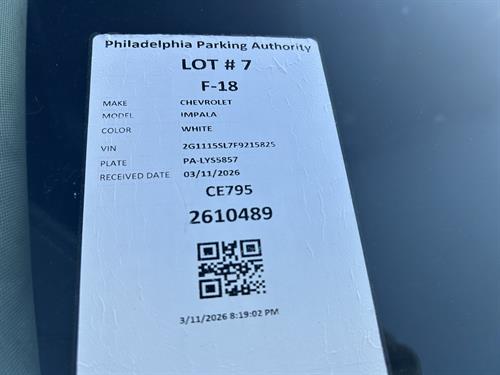 Philadelphia Parking Authority
LOT # 7
F-18
MAKE CHEVROLET
MODEL IMPALA
COLOR WHITE
VIN 2G1115SL7F9215825
PLATE PA-LYS5857
RECEIVED DATE 03/11/2026
CE795
2610489
3/11/2026 8:19:02 PM